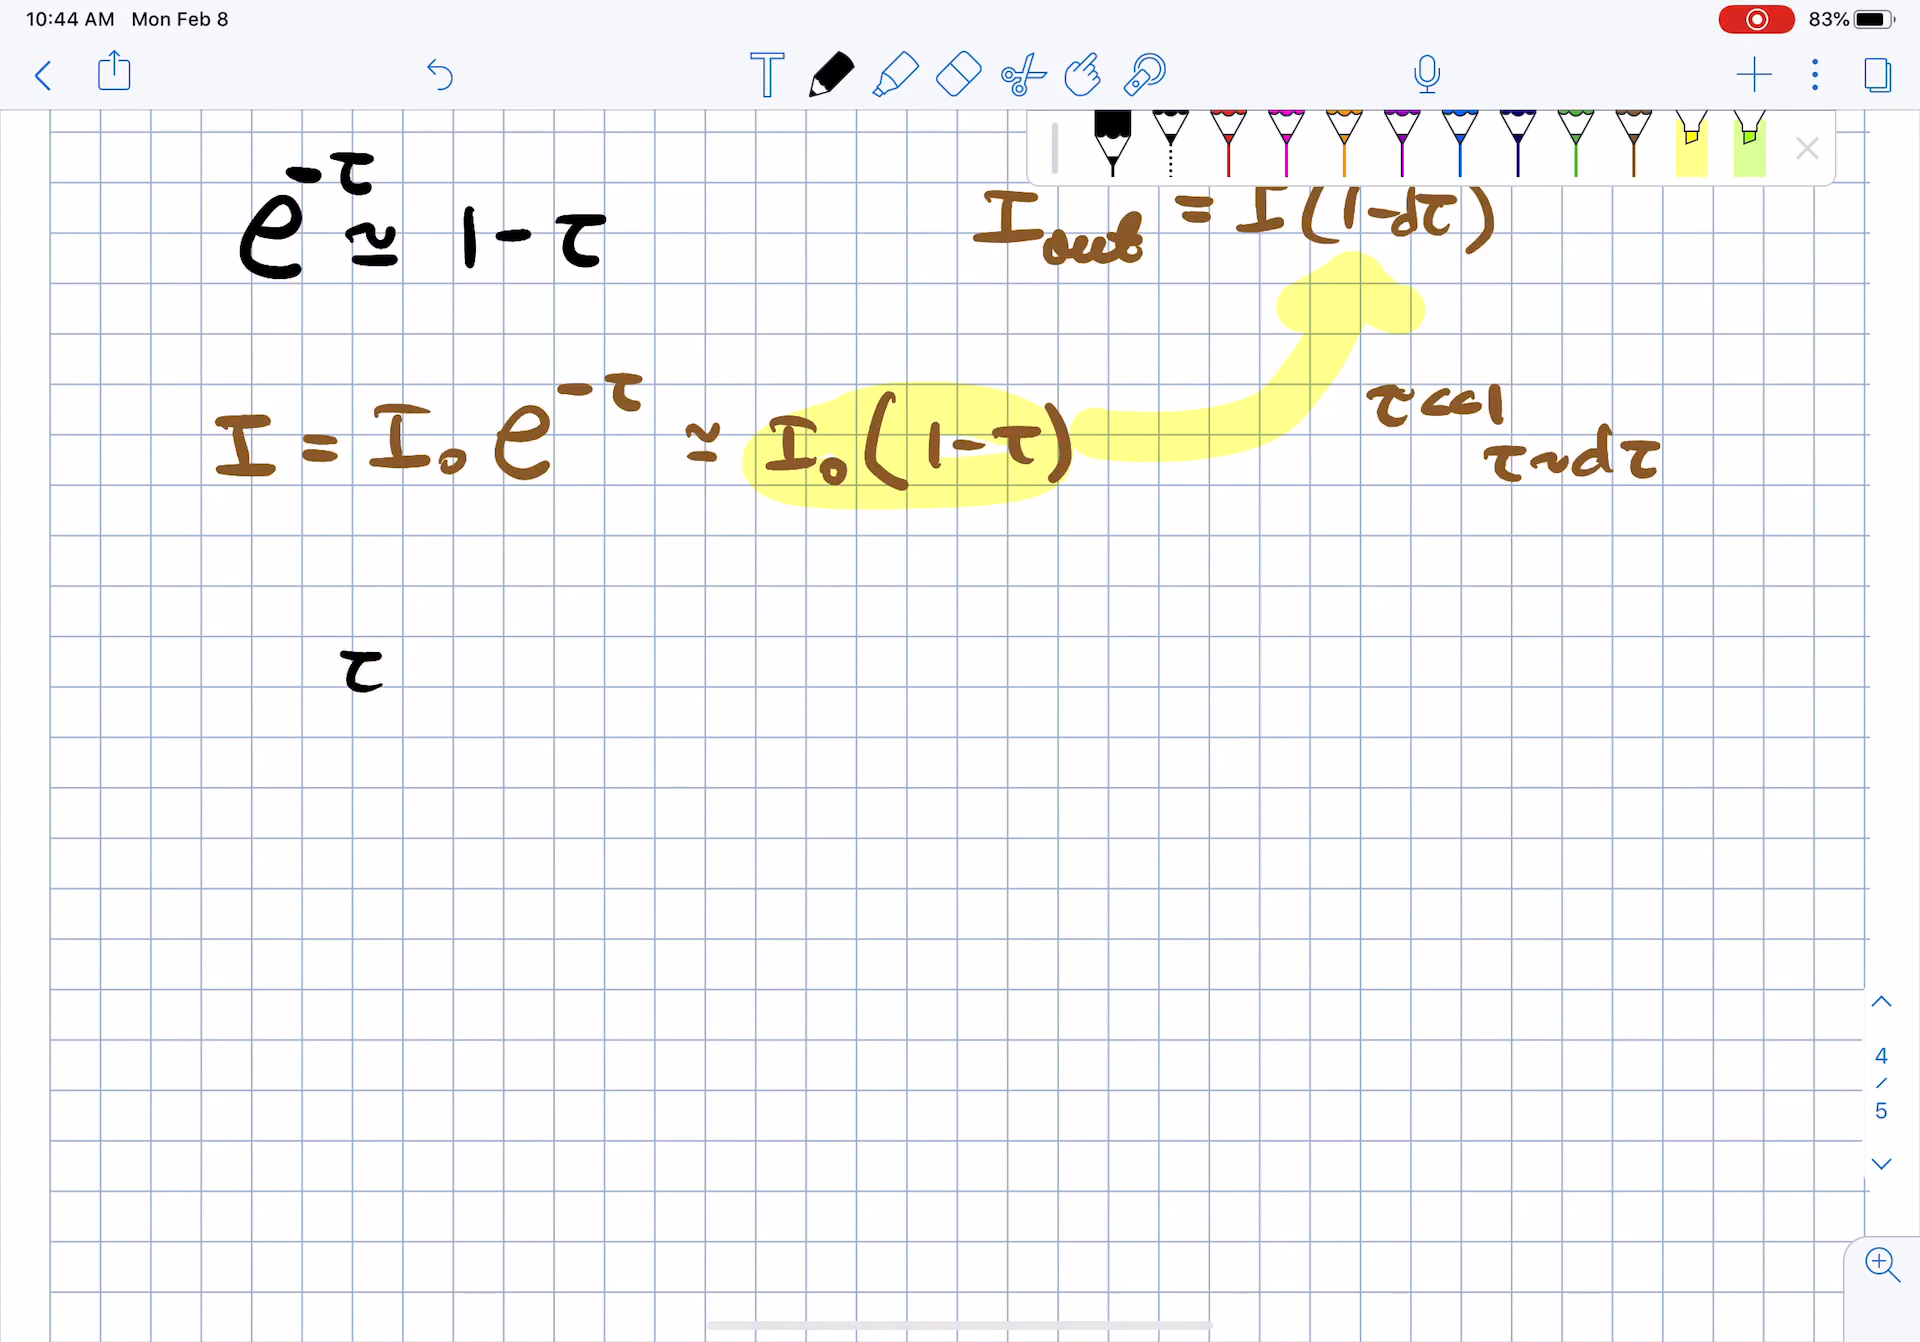 10:44 AM Mon Feb 8
83%
T
e^{-τ} ≃ 1-τ
I_out = I(1-dτ)
I = I₀ e^{-τ} ≃ I₀(1-τ)
τ<<1
τ~dτ
τ
4
/
5